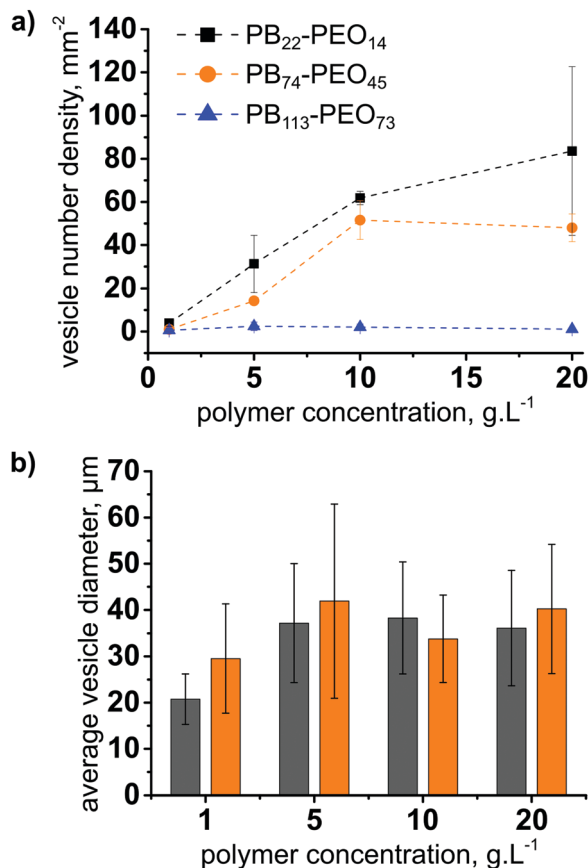 a)
vesicle number density, mm-2
140
120
100
80
60
40
20
0
PB22-PEO14
PB74-PEO45
PB113-PEO73
0 5 10 15 20
polymer concentration, g.L-1
b)
average vesicle diameter, µm
70
60
50
40
30
20
10
0
1 5 10 20
polymer concentration, g.L-1